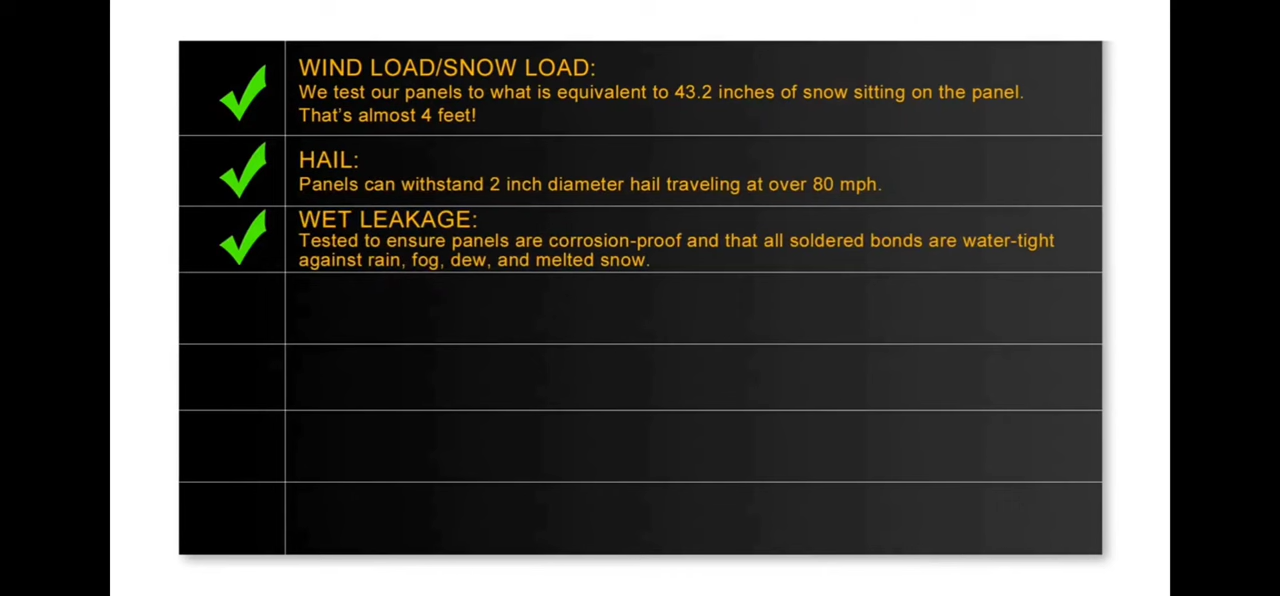 WIND LOAD/SNOW LOAD:
We test our panels to what is equivalent to 43.2 inches of snow sitting on the panel.
That's almost 4 feet!
HAIL:
Panels can withstand 2 inch diameter hail traveling at over 80 mph.
WET LEAKAGE:
Tested to ensure panels are corrosion-proof and that all soldered bonds are water-tight
against rain, fog, dew, and melted snow.